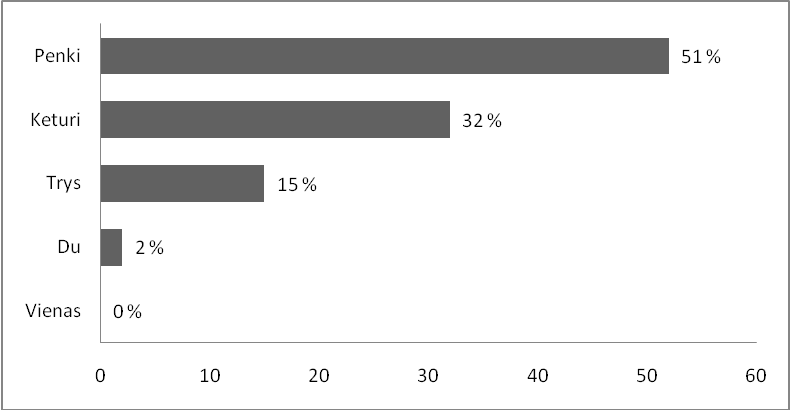 Penki 51 %
Keturi 32 %
Trys 15 %
Du 2 %
Vienas 0 %
0 10 20 30 40 50 60